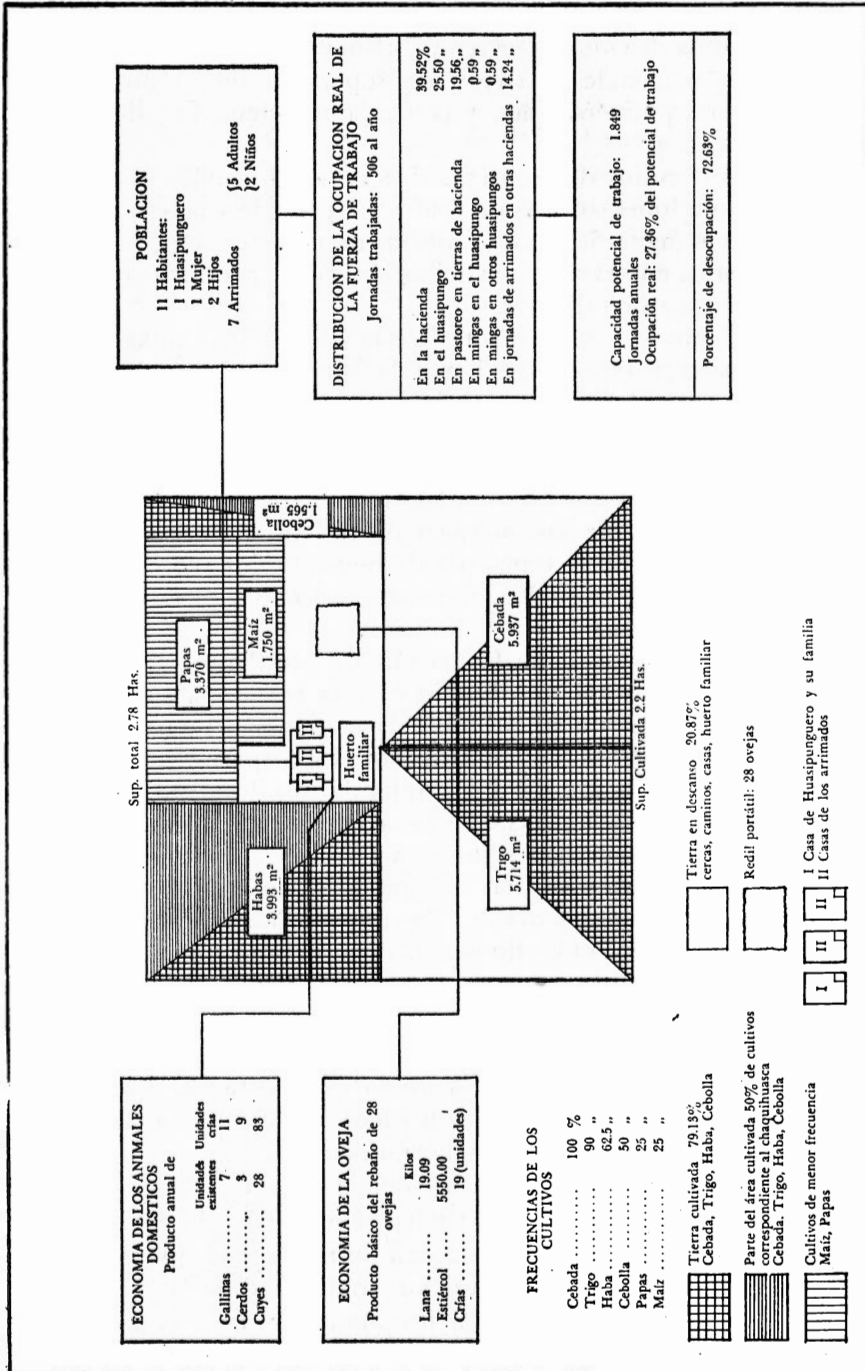 ECONOMIA DE LOS ANIMALES
DOMESTICOS
Producto anual de
Unidades Unidades
existentes crías
Gallinas ........ 7 11
Cerdos ........ 3 9
Cuyes ........ 28 83
ECONOMIA DE LA OVEJA
Producto básico del rebaño de 28
ovejas
Kilos
Lana ...... 19.09
Estiércol .... 5550.00
Crías ....... 19 (unidades)
FRECUENCIAS DE LOS
CULTIVOS
Cebada .......... 100 %
Trigo .......... 90 ,,
Haba .......... 62.5 ,,
Cebolla .......... 50 ,,
Papas .......... 25 ,,
Maíz .......... 25 ,,
Sup. total 2.78 Has.
Habas
3.993 m²
Papas
3.370 m²
Maíz
1.750 m²
Cebolla
1.565 m²
I II II
Huerto
familiar
Trigo
5.714 m²
Cebada
5.937 m²
Sup. Cultivada 2.2 Has.
POBLACION
11 Habitantes:
1 Huasipunguero
1 Mujer
2 Hijos
7 Arrimados {5 Adultos
}2 Niños
DISTRIBUCION DE LA OCUPACION REAL DE
LA FUERZA DE TRABAJO
Jornadas trabajadas: 506 al año
En la hacienda 39.52%
En el huasipungo 25.50 ,,
En pastoreo en tierras de hacienda 19.56 ,,
En mingas en el huasipungo 0.59 ,,
En mingas en otros huasipungos 0.59 ,,
En jornadas de arrimados en otras haciendas 14.24 ,,
Capacidad potencial de trabajo: 1.849
Jornadas anuales
Ocupación real: 27.36% del potencial de trabajo
Porcentaje de desocupación: 72.63%
Tierra cultivada 79.13%
Cebada, Trigo, Haba, Cebolla
Parte del área cultivada 50% de cultivos
correspondiente al chaquihuasca
Cebada, Trigo, Haba, Cebolla
Cultivos de menor frecuencia
Maíz, Papas
Tierra en descanso 20.87%
cercas, caminos, casas, huerto familiar
Redil portátil: 28 ovejas
I II II
I Casa de Huasipunguero y su familia
II Casas de los arrimados